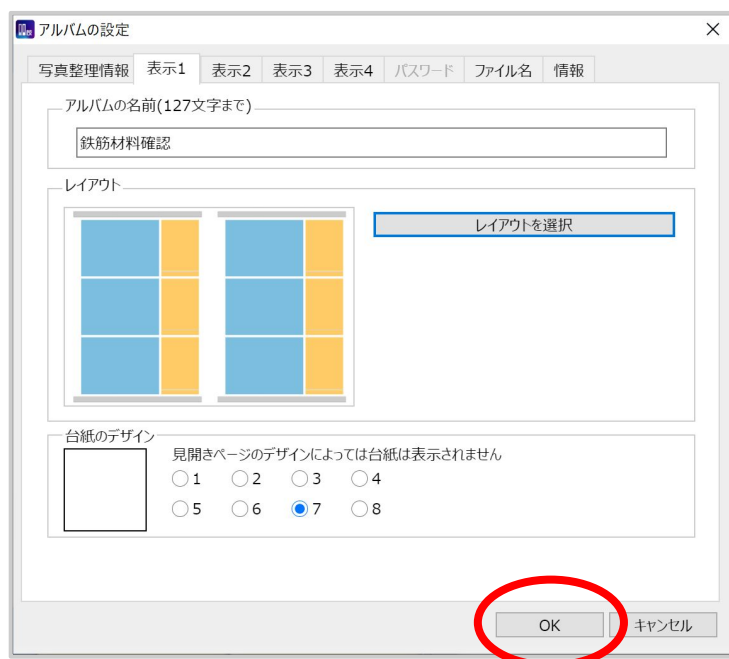 アルバムの設定
写真整理情報 表示1 表示2 表示3 表示4 パスワード ファイル名 情報
アルバムの名前(127文字まで)
鉄筋材料確認
レイアウト
レイアウトを選択
台紙のデザイン
見開きページのデザインによっては台紙は表示されません
1 2 3 4
5 6 7 8
OK キャンセル